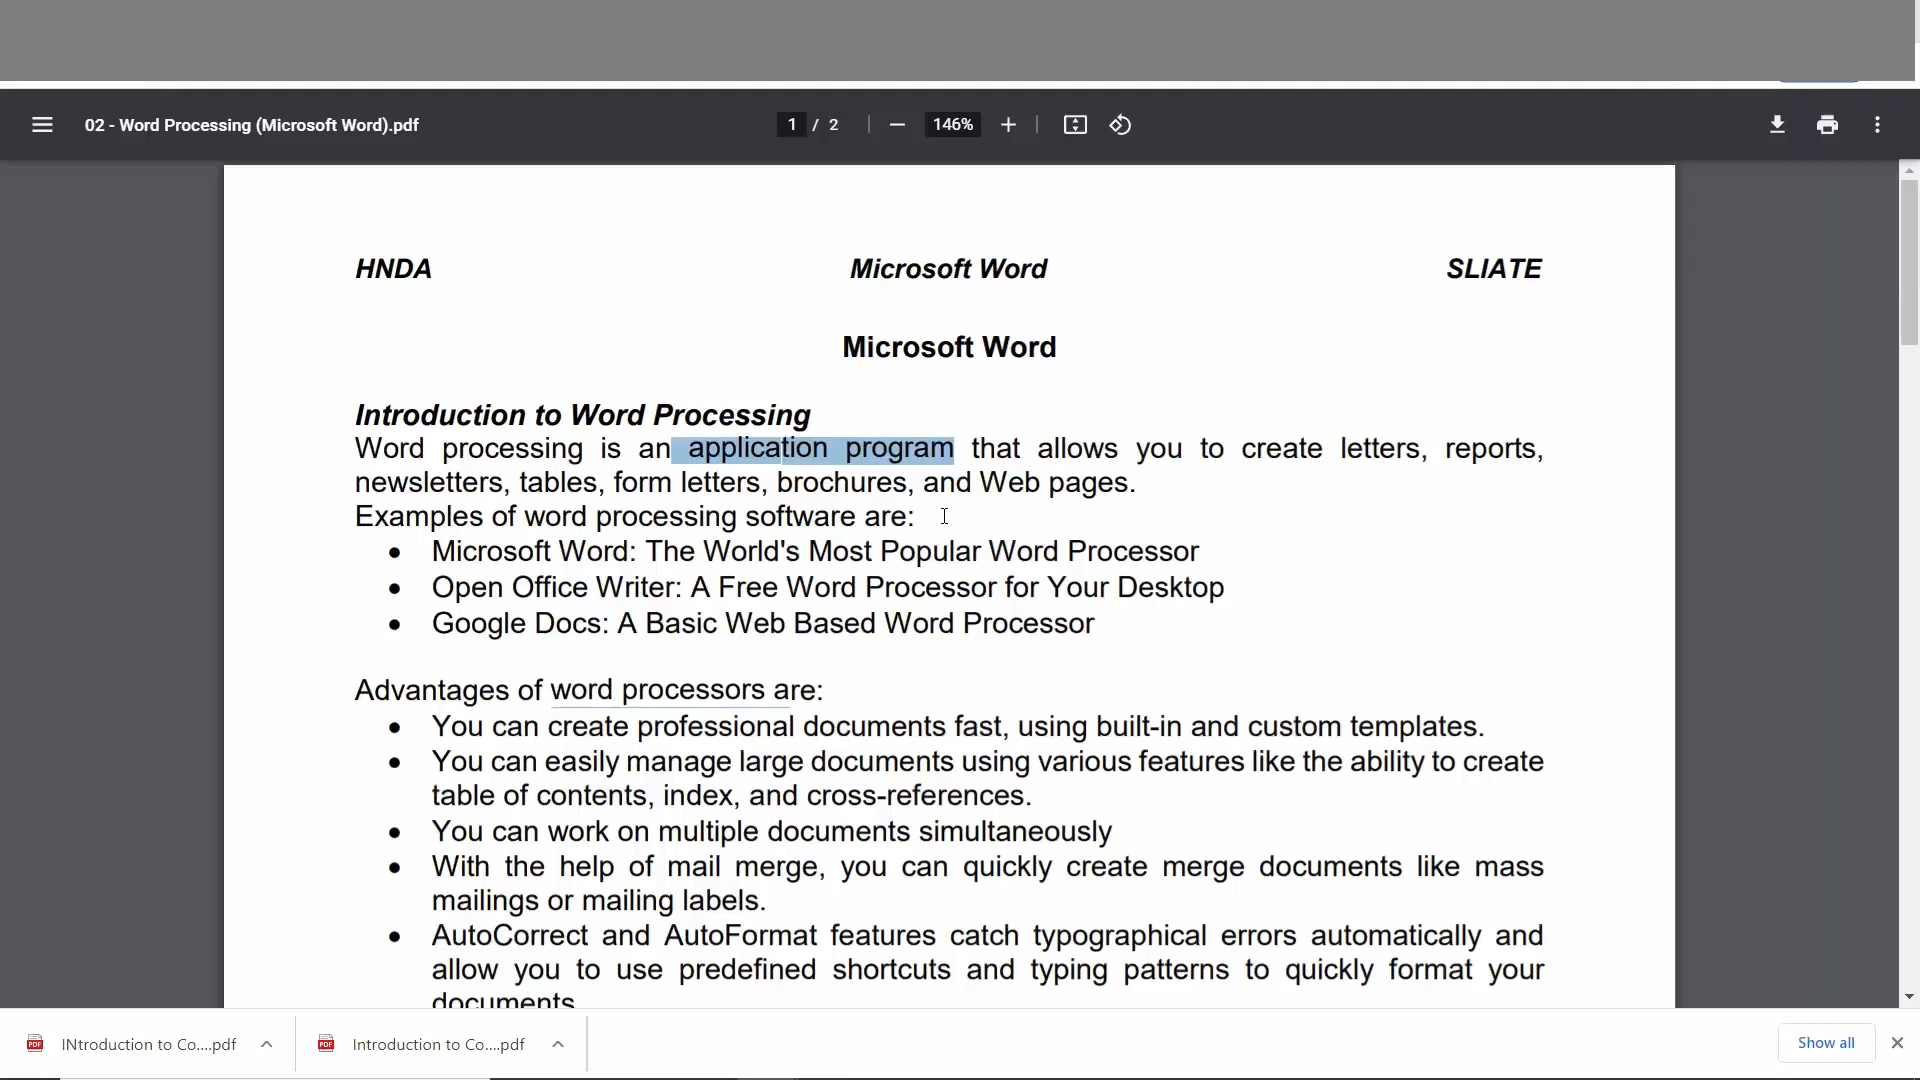 02 - Word Processing (Microsoft Word).pdf
1 / 2
146%
HNDA Microsoft Word SLIATE
Microsoft Word
Introduction to Word Processing
Word processing is an application program that allows you to create letters, reports,
newsletters, tables, form letters, brochures, and Web pages.
Examples of word processing software are:
• Microsoft Word: The World's Most Popular Word Processor
• Open Office Writer: A Free Word Processor for Your Desktop
• Google Docs: A Basic Web Based Word Processor
Advantages of word processors are:
• You can create professional documents fast, using built-in and custom templates.
• You can easily manage large documents using various features like the ability to create
table of contents, index, and cross-references.
• You can work on multiple documents simultaneously
• With the help of mail merge, you can quickly create merge documents like mass
mailings or mailing labels.
• AutoCorrect and AutoFormat features catch typographical errors automatically and
allow you to use predefined shortcuts and typing patterns to quickly format your
documents.
INtroduction to Co....pdf
Introduction to Co....pdf
Show all